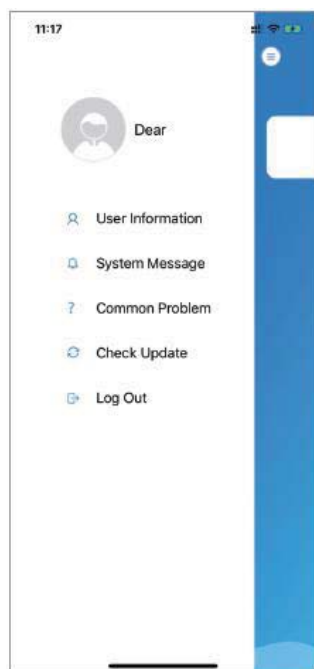 11:17
Dear
User Information
System Message
? Common Problem
Check Update
Log Out